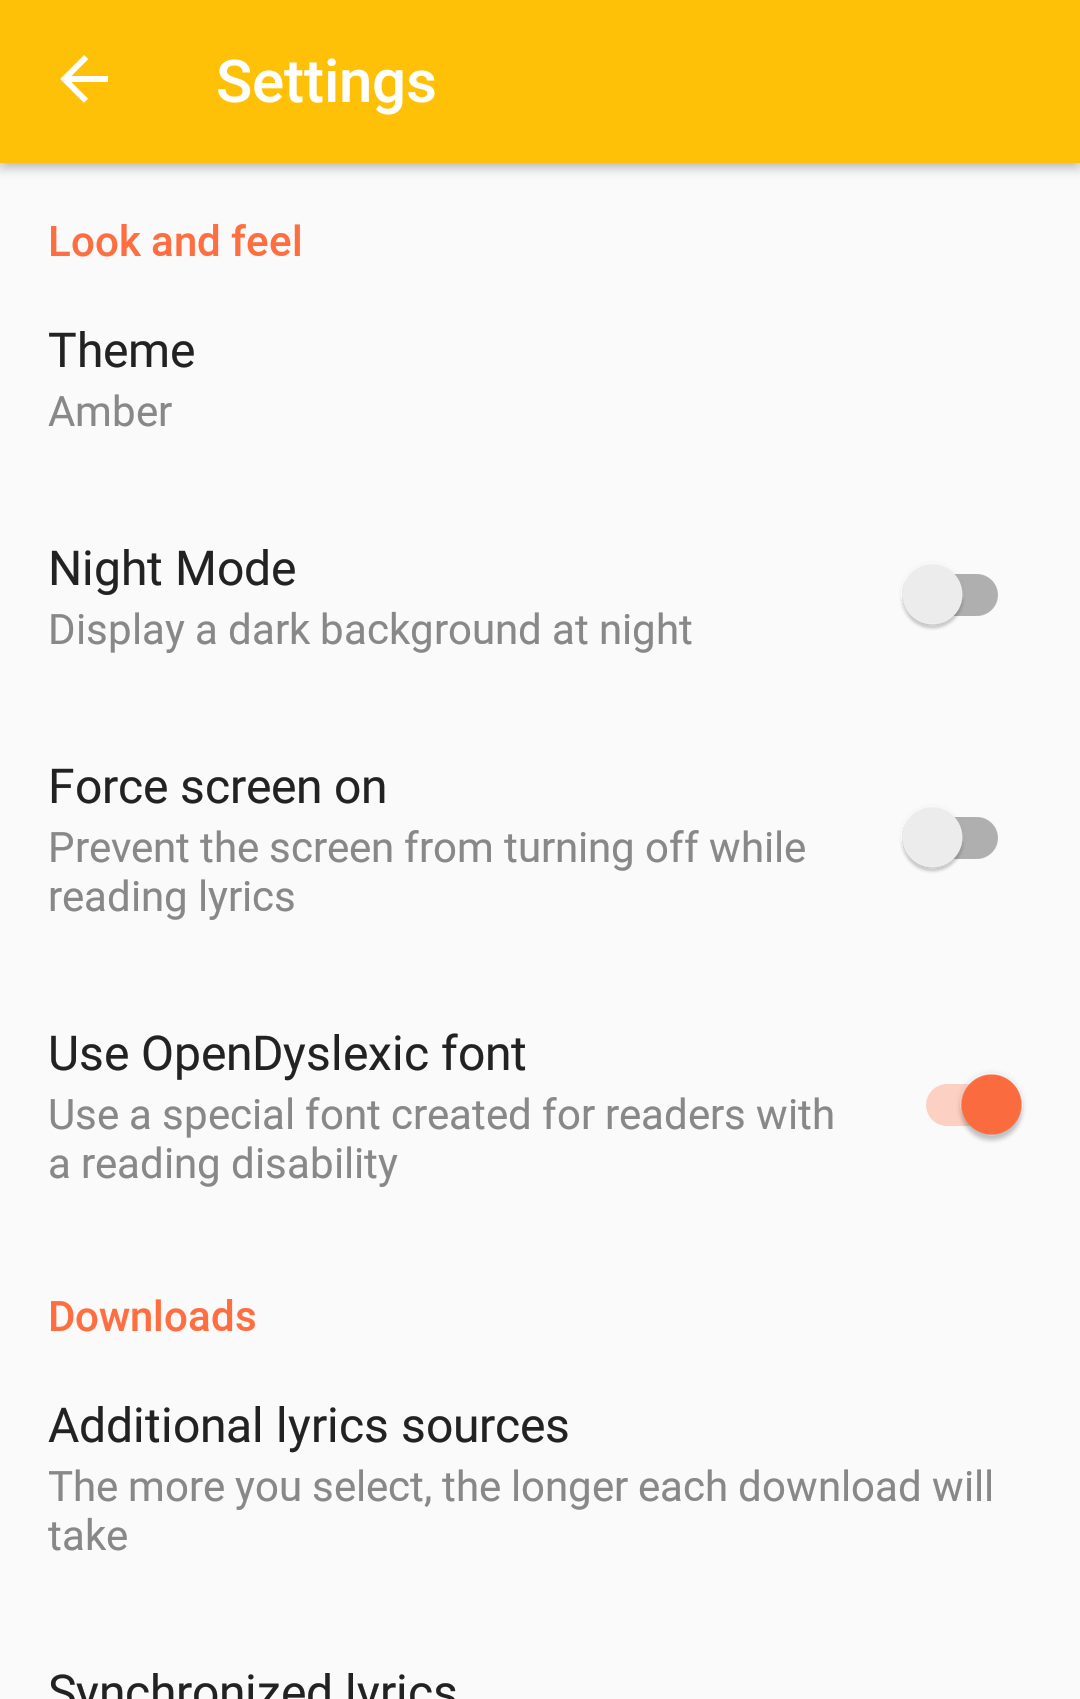 Settings
Look and feel
Theme
Amber
Night Mode
Display a dark background at night
Force screen on
Prevent the screen from turning off while
reading lyrics
Use OpenDyslexic font
Use a special font created for readers with
a reading disability
Downloads
Additional lyrics sources
The more you select, the longer each download will
take
Synchronized lyrics